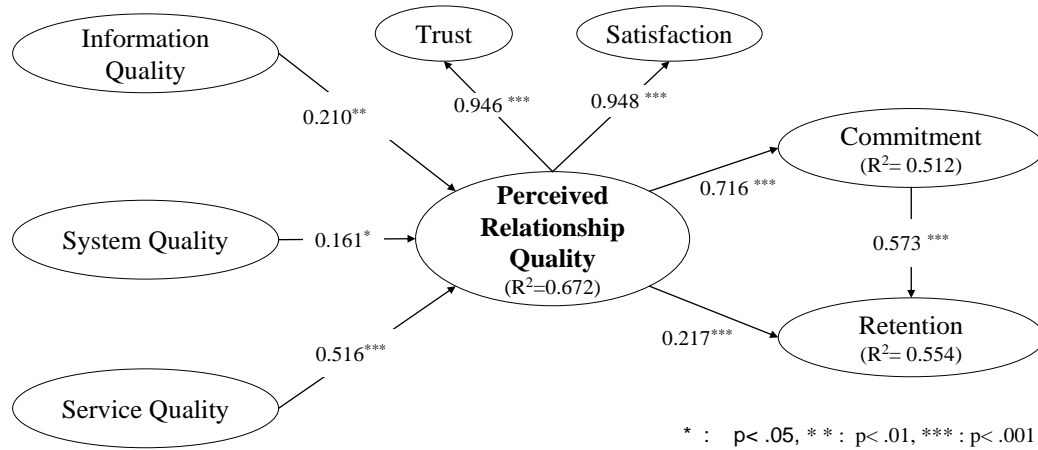 Information
Quality
Trust
Satisfaction
0.946 ***
0.948 ***
0.210**
Commitment
(R²= 0.512)
0.716 ***
Perceived
Relationship
Quality
(R²=0.672)
System Quality
0.161*
0.573 ***
Retention
(R²= 0.554)
0.217***
0.516***
Service Quality
* : p< .05, * * : p< .01, *** : p< .001